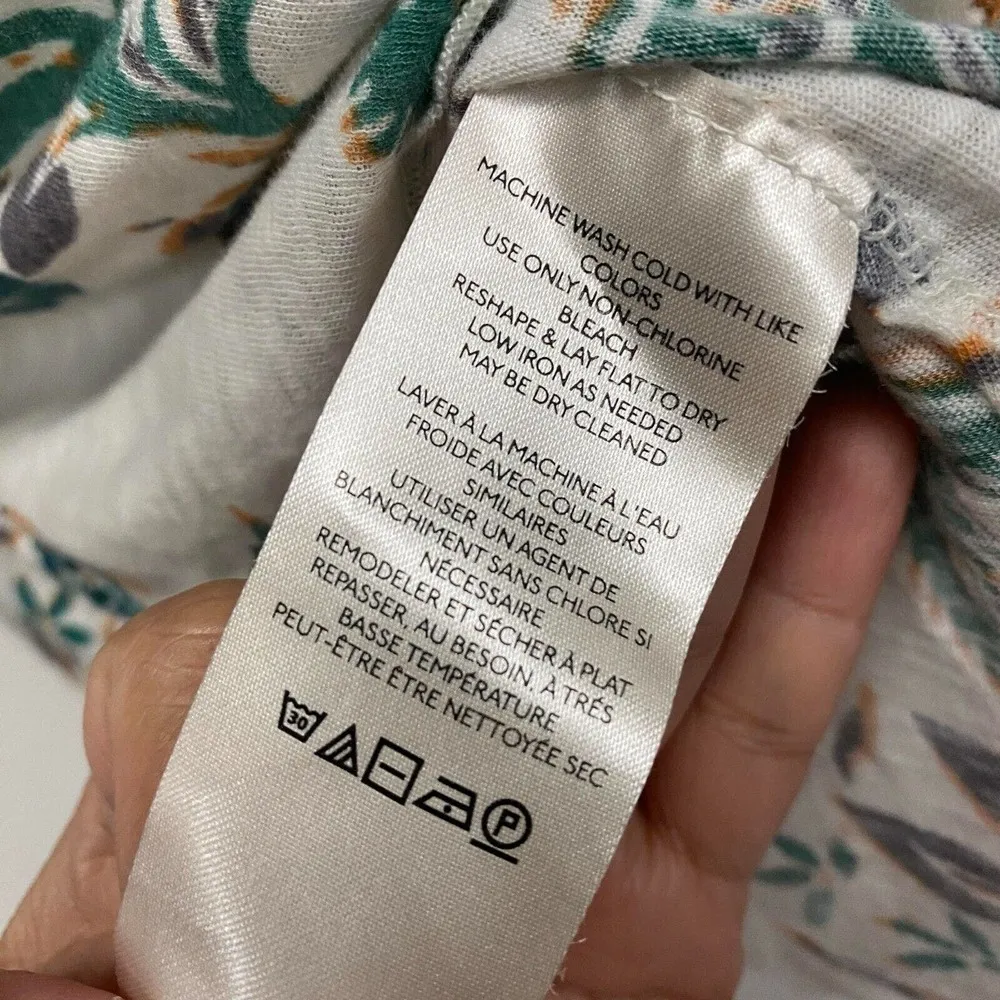 MACHINE WASH COLD WITH LIKE
COLORS
USE ONLY NON-CHLORINE
BLEACH
RESHAPE & LAY FLAT TO DRY
LOW IRON AS NEEDED
MAY BE DRY CLEANED
LAVER À LA MACHINE À L'EAU
FROIDE AVEC COULEURS
SIMILAIRES
UTILISER UN AGENT DE
BLANCHIMENT SANS CHLORE SI
NÉCESSAIRE
REMODELER ET SÉCHER À PLAT
REPASSER, AU BESOIN, À TRÉS
BASSE TEMPÉRATURE
PEUT-ÊTRE ÊTRE NETTOYÉE SEC
30
P